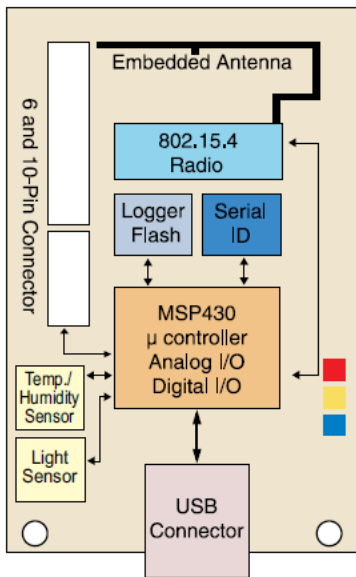 Embedded Antenna
6 and 10-Pin Connector
802.15.4
Radio
Logger
Flash
Serial
ID
MSP430
µ controller
Analog I/O
Digital I/O
Temp./
Humidity
Sensor
Light
Sensor
USB
Connector